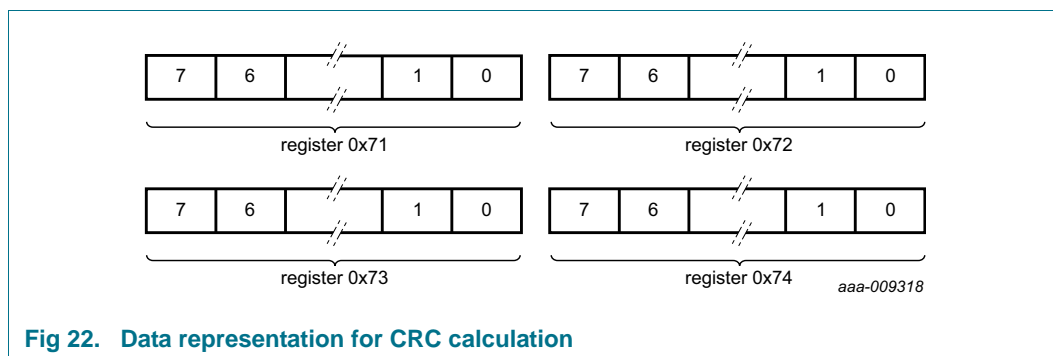 7 6 1 0 7 6 1 0
register 0x71 register 0x72
7 6 1 0 7 6 1 0
register 0x73 register 0x74
aaa-009318
Fig 22. Data representation for CRC calculation